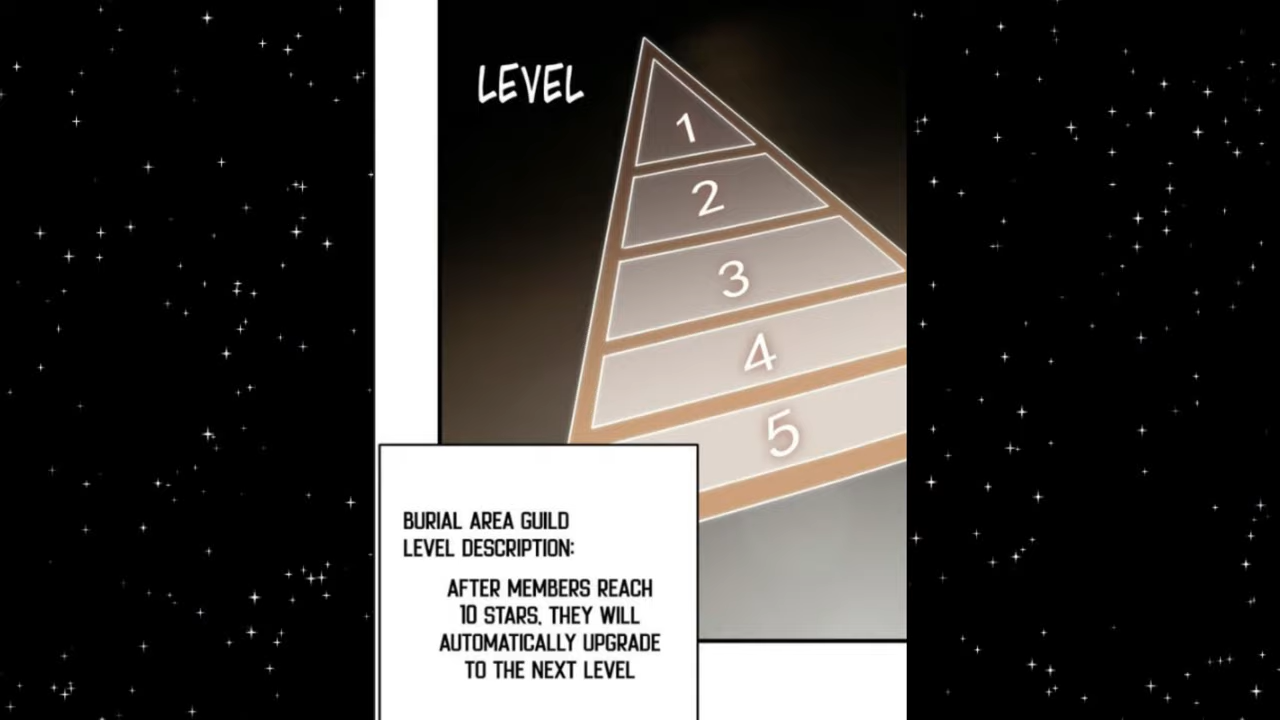 LEVEL
1
2
3
4
5
BURIAL AREA GUILD
LEVEL DESCRIPTION:
AFTER MEMBERS REACH
10 STARS, THEY WILL
AUTOMATICALLY UPGRADE
TO THE NEXT LEVEL